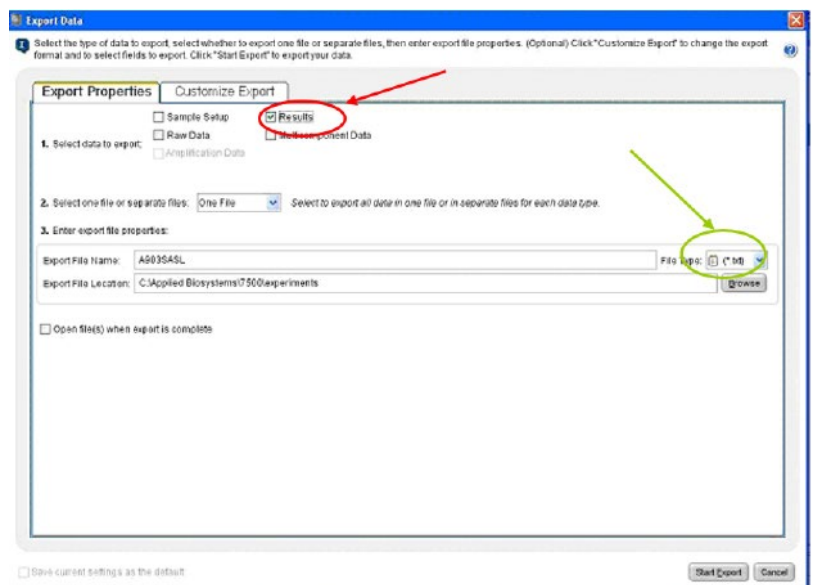 Export Data
Select the type of data to export, select whether to export one file or separate files, then enter export file properties. (Optional) Click "Customize Export" to change the export
format and to select fields to export. Click "Start Export" to export your data.
Export Properties Customize Export
Sample Setup Results
1. Select data to export: Raw Data Multicomponent Data
Amplification Data
2. Select one file or separate files: One File Select to export all data in one file or in separate files for each data type.
3. Enter export file properties:
Export File Name: A903SASL File Type: (*.txt)
Export File Location: C:\Applied Biosystems\7500\experiments Browse
Open file(s) when export is complete
Save current settings as the default
Start Export Cancel